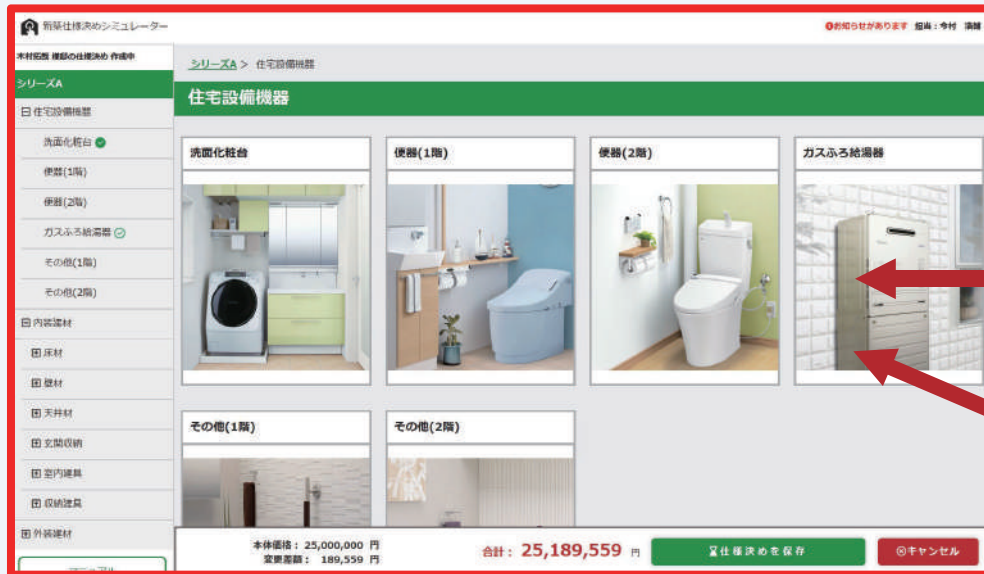 新築仕様決めシミュレーター
お知らせがあります 担当：今村
様邸の仕様決め 作成中
シリーズA > 住宅設備機器
シリーズA
住宅設備機器
住宅設備機器
洗面化粧台
便器(1階)
便器(2階)
ガスふろ給湯器
その他(1階)
その他(2階)
内装建材
床材
壁材
天井材
玄関収納
室内建具
収納建具
外装建材
マニュアル
洗面化粧台
便器(1階)
便器(2階)
ガスふろ給湯器
その他(1階)
その他(2階)
本体価格： 25,000,000 円
変更差額： 189,559 円
合計： 25,189,559 円
仕様決めを保存
キャンセル